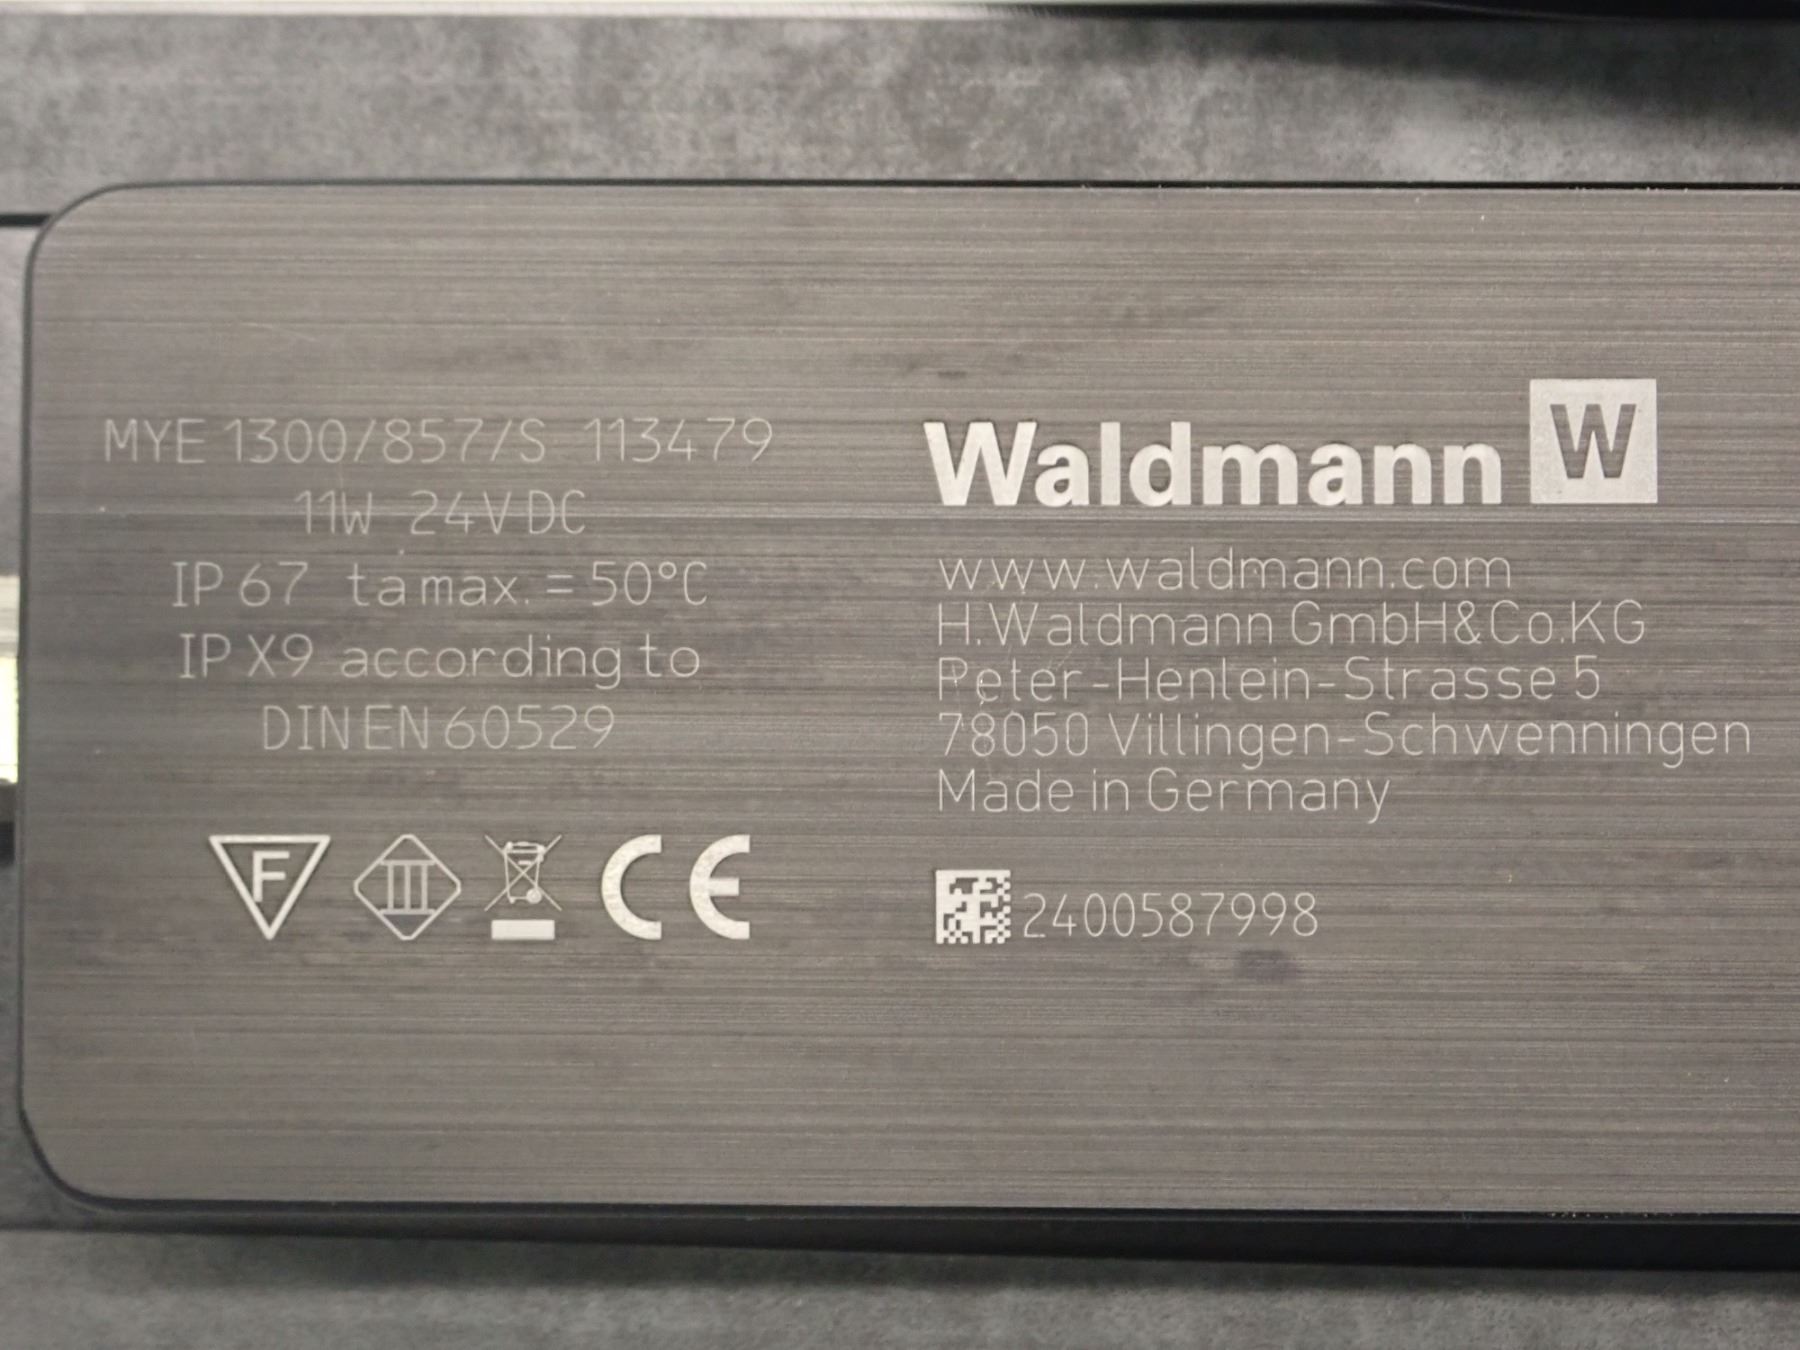 MYE 1300/857/S 113479
11W 24V DC
IP 67 ta max. = 50°C
IP X9 according to
DIN EN 60529
F III CE
Waldmann W
www.waldmann.com
H.Waldmann GmbH&Co.KG
Peter-Henlein-Strasse 5
78050 Villingen-Schwenningen
Made in Germany
2400587998